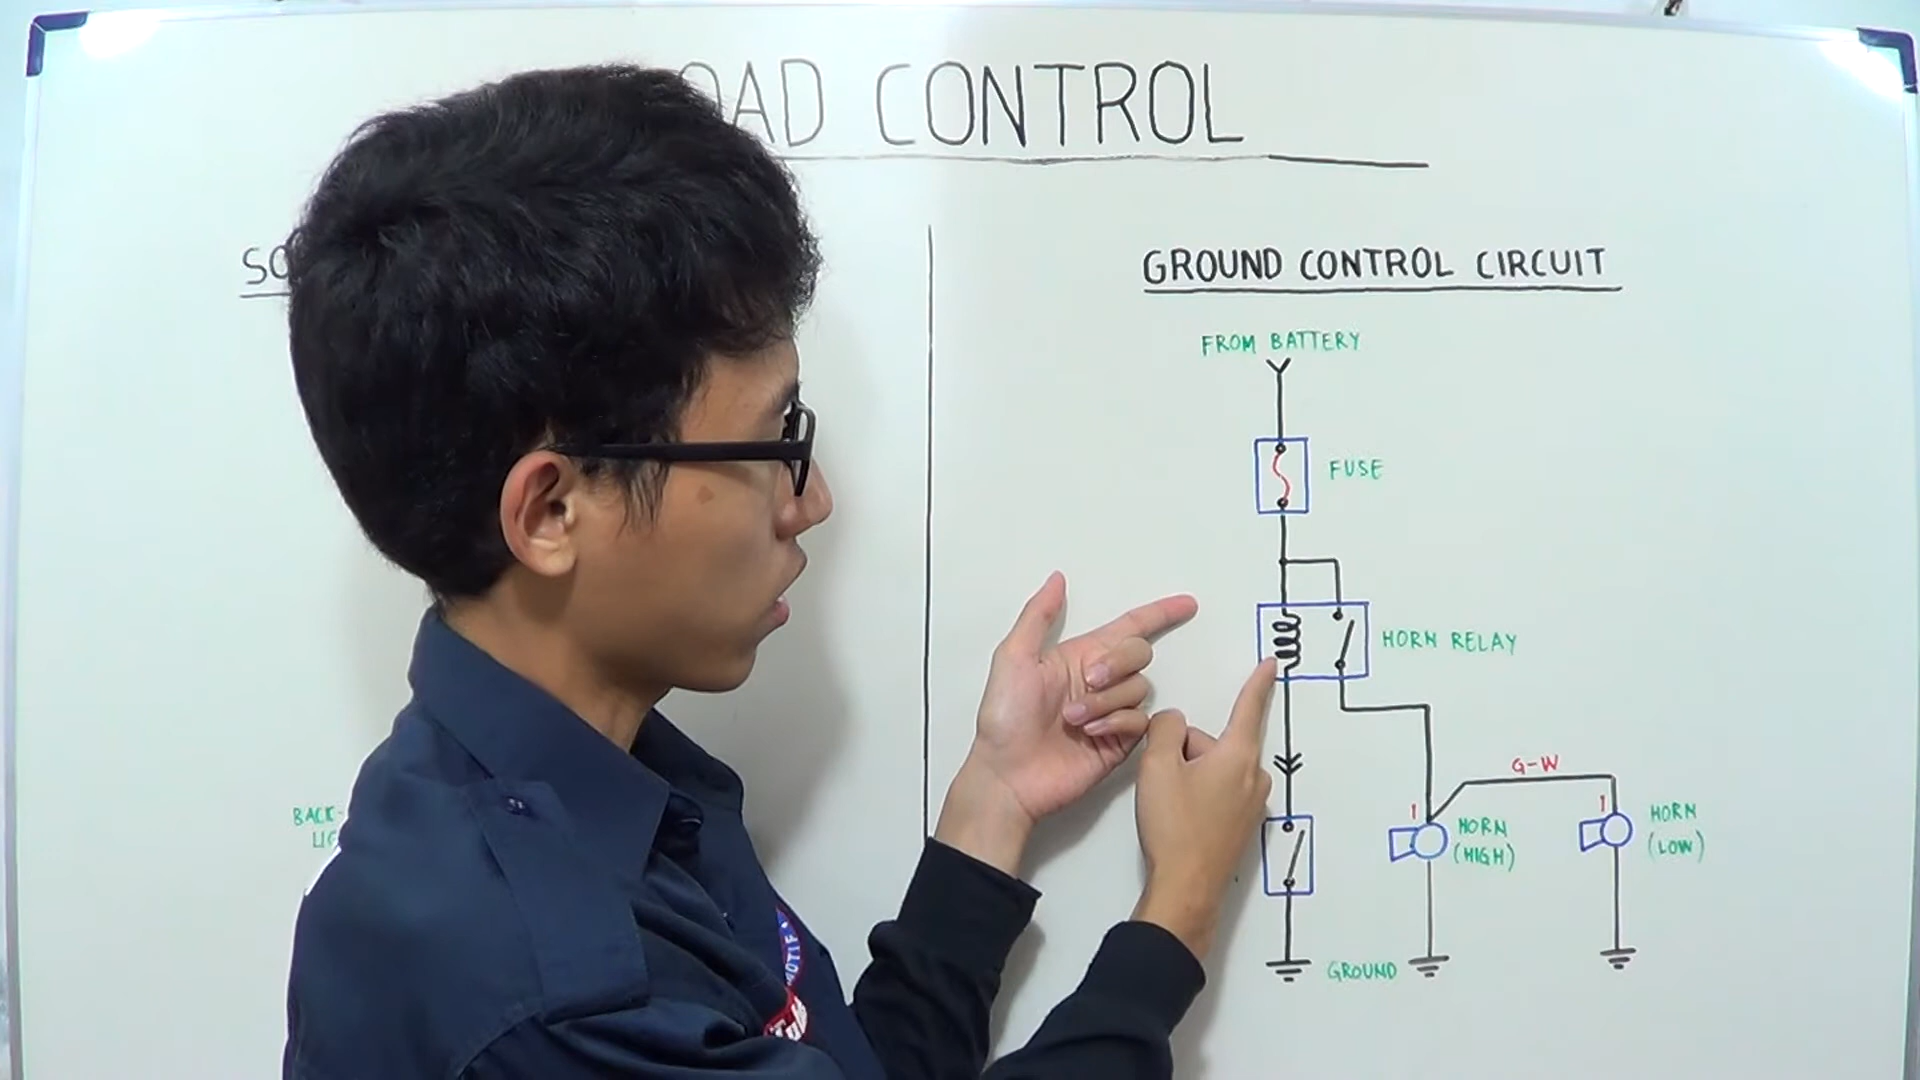 OAD CONTROL
SO
GROUND CONTROL CIRCUIT
FROM BATTERY
FUSE
HORN RELAY
G-W
1
1
HORN
(HIGH)
HORN
(LOW)
BACK-
LIG
GROUND